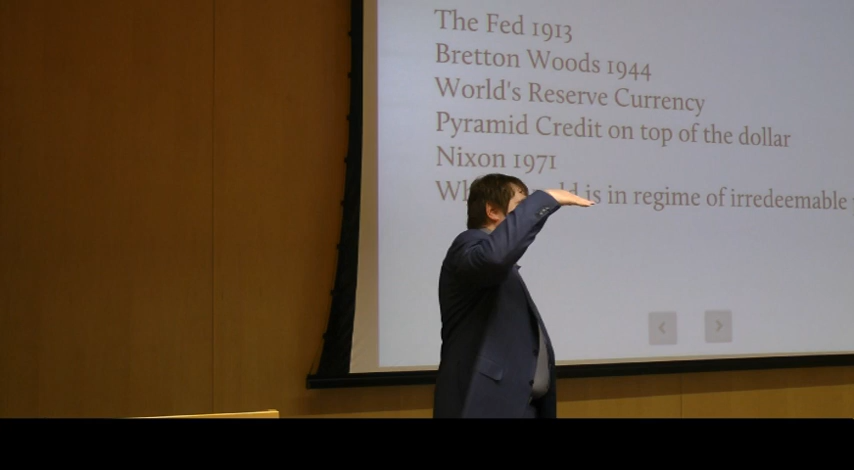 The Fed 1913
Bretton Woods 1944
World's Reserve Currency
Pyramid Credit on top of the dollar
Nixon 1971
is in regime of irredeemable